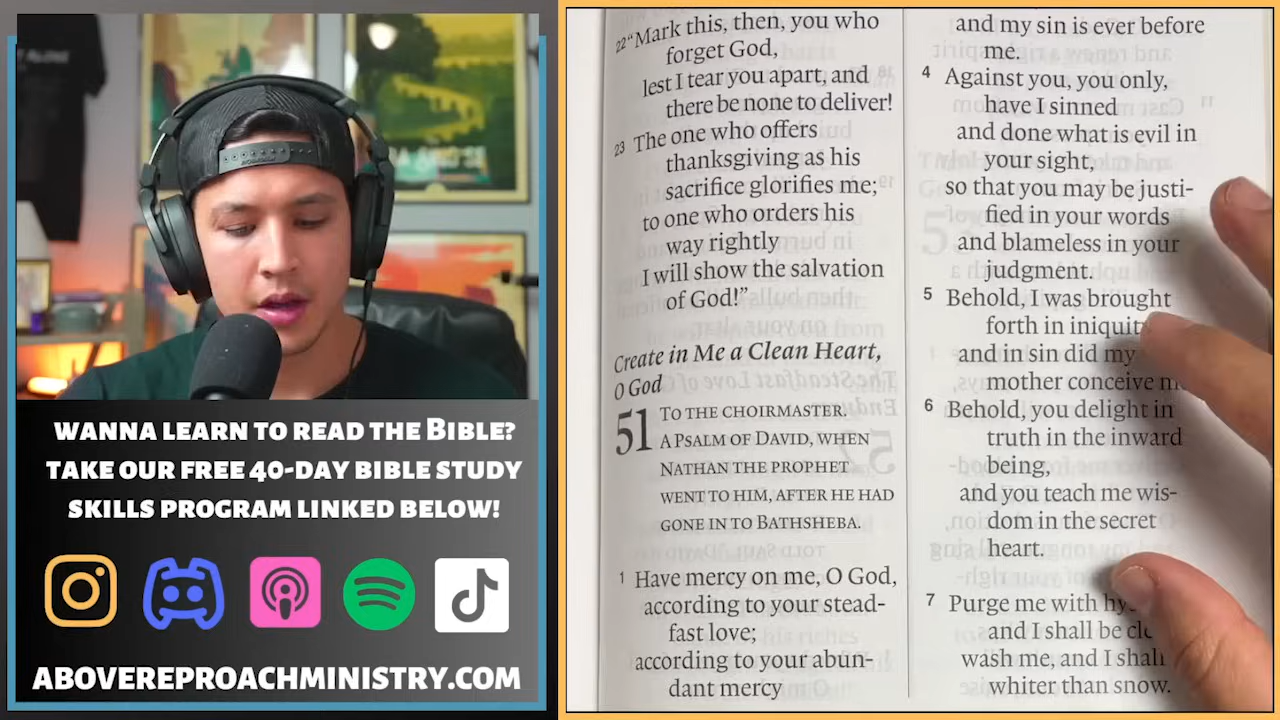 WANNA LEARN TO READ THE BIBLE?
TAKE OUR FREE 40-DAY BIBLE STUDY
SKILLS PROGRAM LINKED BELOW!
ABOVEREPROACHMINISTRY.COM
22 “Mark this, then, you who
forget God,
lest I tear you apart, and
there be none to deliver!
23 The one who offers
thanksgiving as his
sacrifice glorifies me;
to one who orders his
way rightly
I will show the salvation
of God!”
Create in Me a Clean Heart,
O God
51 TO THE CHOIRMASTER.
A PSALM OF DAVID, WHEN
NATHAN THE PROPHET
WENT TO HIM, AFTER HE HAD
GONE IN TO BATHSHEBA.
1 Have mercy on me, O God,
according to your stead-
fast love;
according to your abun-
dant mercy
and my sin is ever before
me.
4 Against you, you only,
have I sinned
and done what is evil in
your sight,
so that you may be justi-
fied in your words
and blameless in your
judgment.
5 Behold, I was brought
forth in
and in sin did my
mother conceive
6 Behold, you delight in
truth in the inward
being,
and you teach me wis-
dom in the secret
heart.
7 Purge me with
and I shall be
wash me, and I shall
whiter than snow.